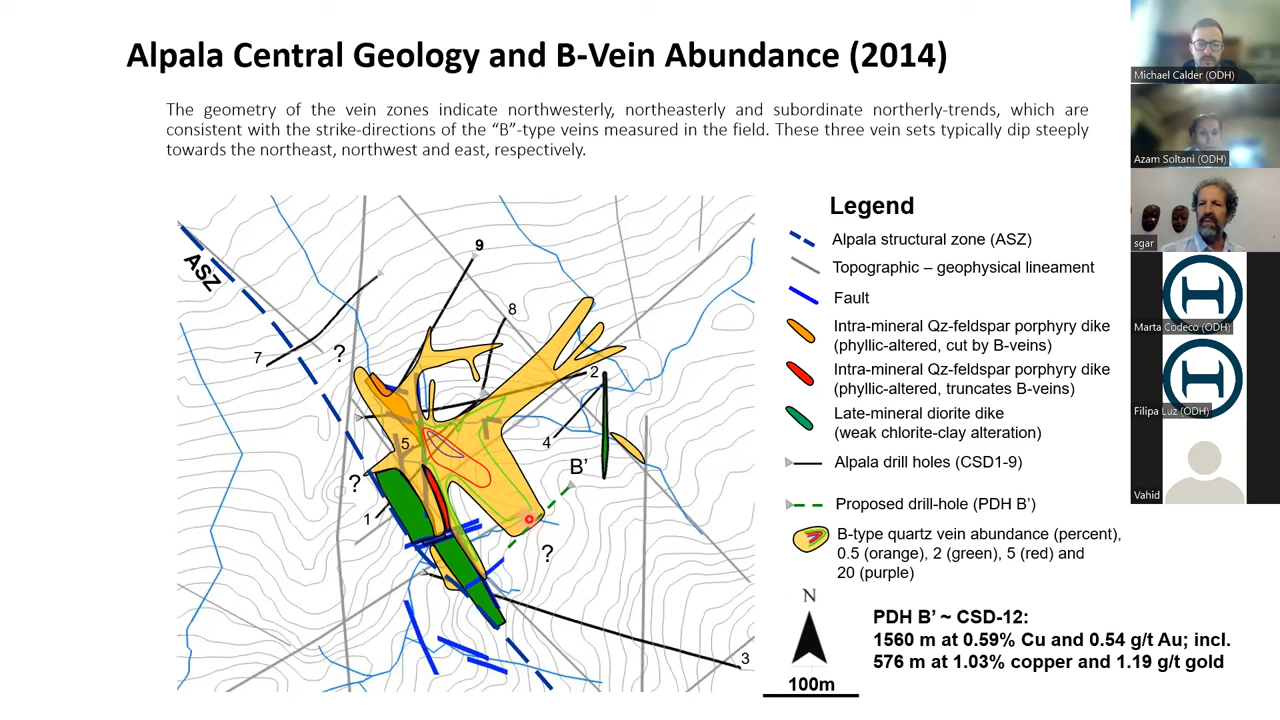 Alpala Central Geology and B-Vein Abundance (2014)
The geometry of the vein zones indicate northwesterly, northeasterly and subordinate northerly-trends, which are
consistent with the strike-directions of the “B”-type veins measured in the field. These three vein sets typically dip steeply
towards the northeast, northwest and east, respectively.
ASZ
9
8
7
?
2
5
4
B’
?
1
?
3
Legend
Alpala structural zone (ASZ)
Topographic – geophysical lineament
Fault
Intra-mineral Qz-feldspar porphyry dike
(phyllic-altered, cut by B-veins)
Intra-mineral Qz-feldspar porphyry dike
(phyllic-altered, truncates B-veins)
Late-mineral diorite dike
(weak chlorite-clay alteration)
Alpala drill holes (CSD1-9)
Proposed drill-hole (PDH B’)
B-type quartz vein abundance (percent),
0.5 (orange), 2 (green), 5 (red) and
20 (purple)
N
100m
PDH B’ ~ CSD-12:
1560 m at 0.59% Cu and 0.54 g/t Au; incl.
576 m at 1.03% copper and 1.19 g/t gold
Michael Calder (ODH)
Azam Soltani (ODH)
sgar
Marta Codeco (ODH)
Filipa Luz (ODH)
Vahid